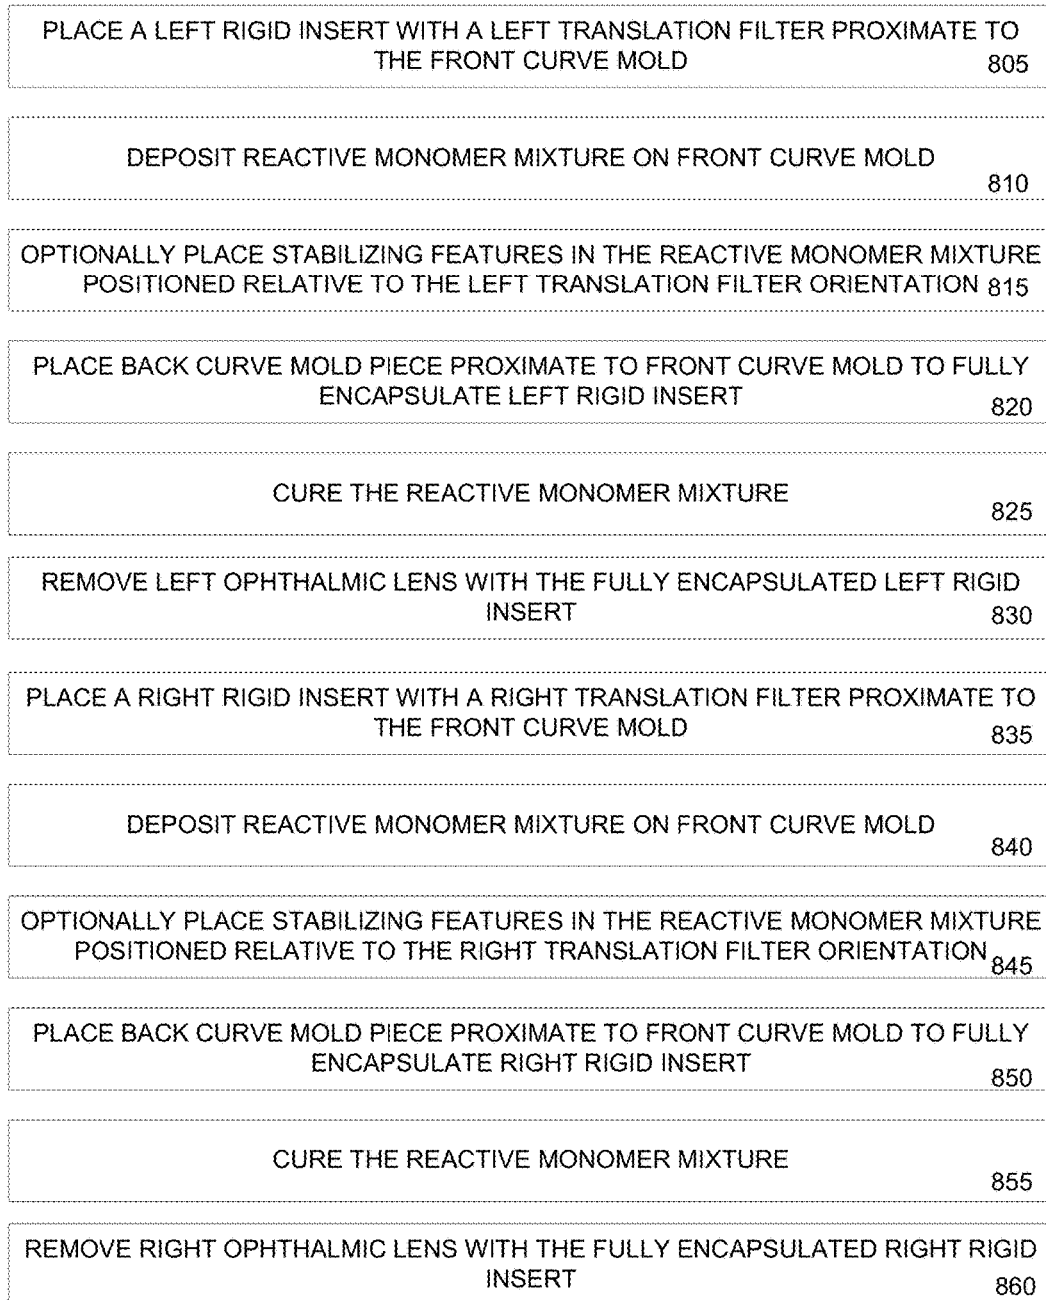 PLACE A LEFT RIGID INSERT WITH A LEFT TRANSLATION FILTER PROXIMATE TO
THE FRONT CURVE MOLD 805
DEPOSIT REACTIVE MONOMER MIXTURE ON FRONT CURVE MOLD
810
OPTIONALLY PLACE STABILIZING FEATURES IN THE REACTIVE MONOMER MIXTURE
POSITIONED RELATIVE TO THE LEFT TRANSLATION FILTER ORIENTATION 815
PLACE BACK CURVE MOLD PIECE PROXIMATE TO FRONT CURVE MOLD TO FULLY
ENCAPSULATE LEFT RIGID INSERT 820
CURE THE REACTIVE MONOMER MIXTURE
825
REMOVE LEFT OPHTHALMIC LENS WITH THE FULLY ENCAPSULATED LEFT RIGID
INSERT 830
PLACE A RIGHT RIGID INSERT WITH A RIGHT TRANSLATION FILTER PROXIMATE TO
THE FRONT CURVE MOLD 835
DEPOSIT REACTIVE MONOMER MIXTURE ON FRONT CURVE MOLD
840
OPTIONALLY PLACE STABILIZING FEATURES IN THE REACTIVE MONOMER MIXTURE
POSITIONED RELATIVE TO THE RIGHT TRANSLATION FILTER ORIENTATION 845
PLACE BACK CURVE MOLD PIECE PROXIMATE TO FRONT CURVE MOLD TO FULLY
ENCAPSULATE RIGHT RIGID INSERT 850
CURE THE REACTIVE MONOMER MIXTURE
855
REMOVE RIGHT OPHTHALMIC LENS WITH THE FULLY ENCAPSULATED RIGHT RIGID
INSERT 860